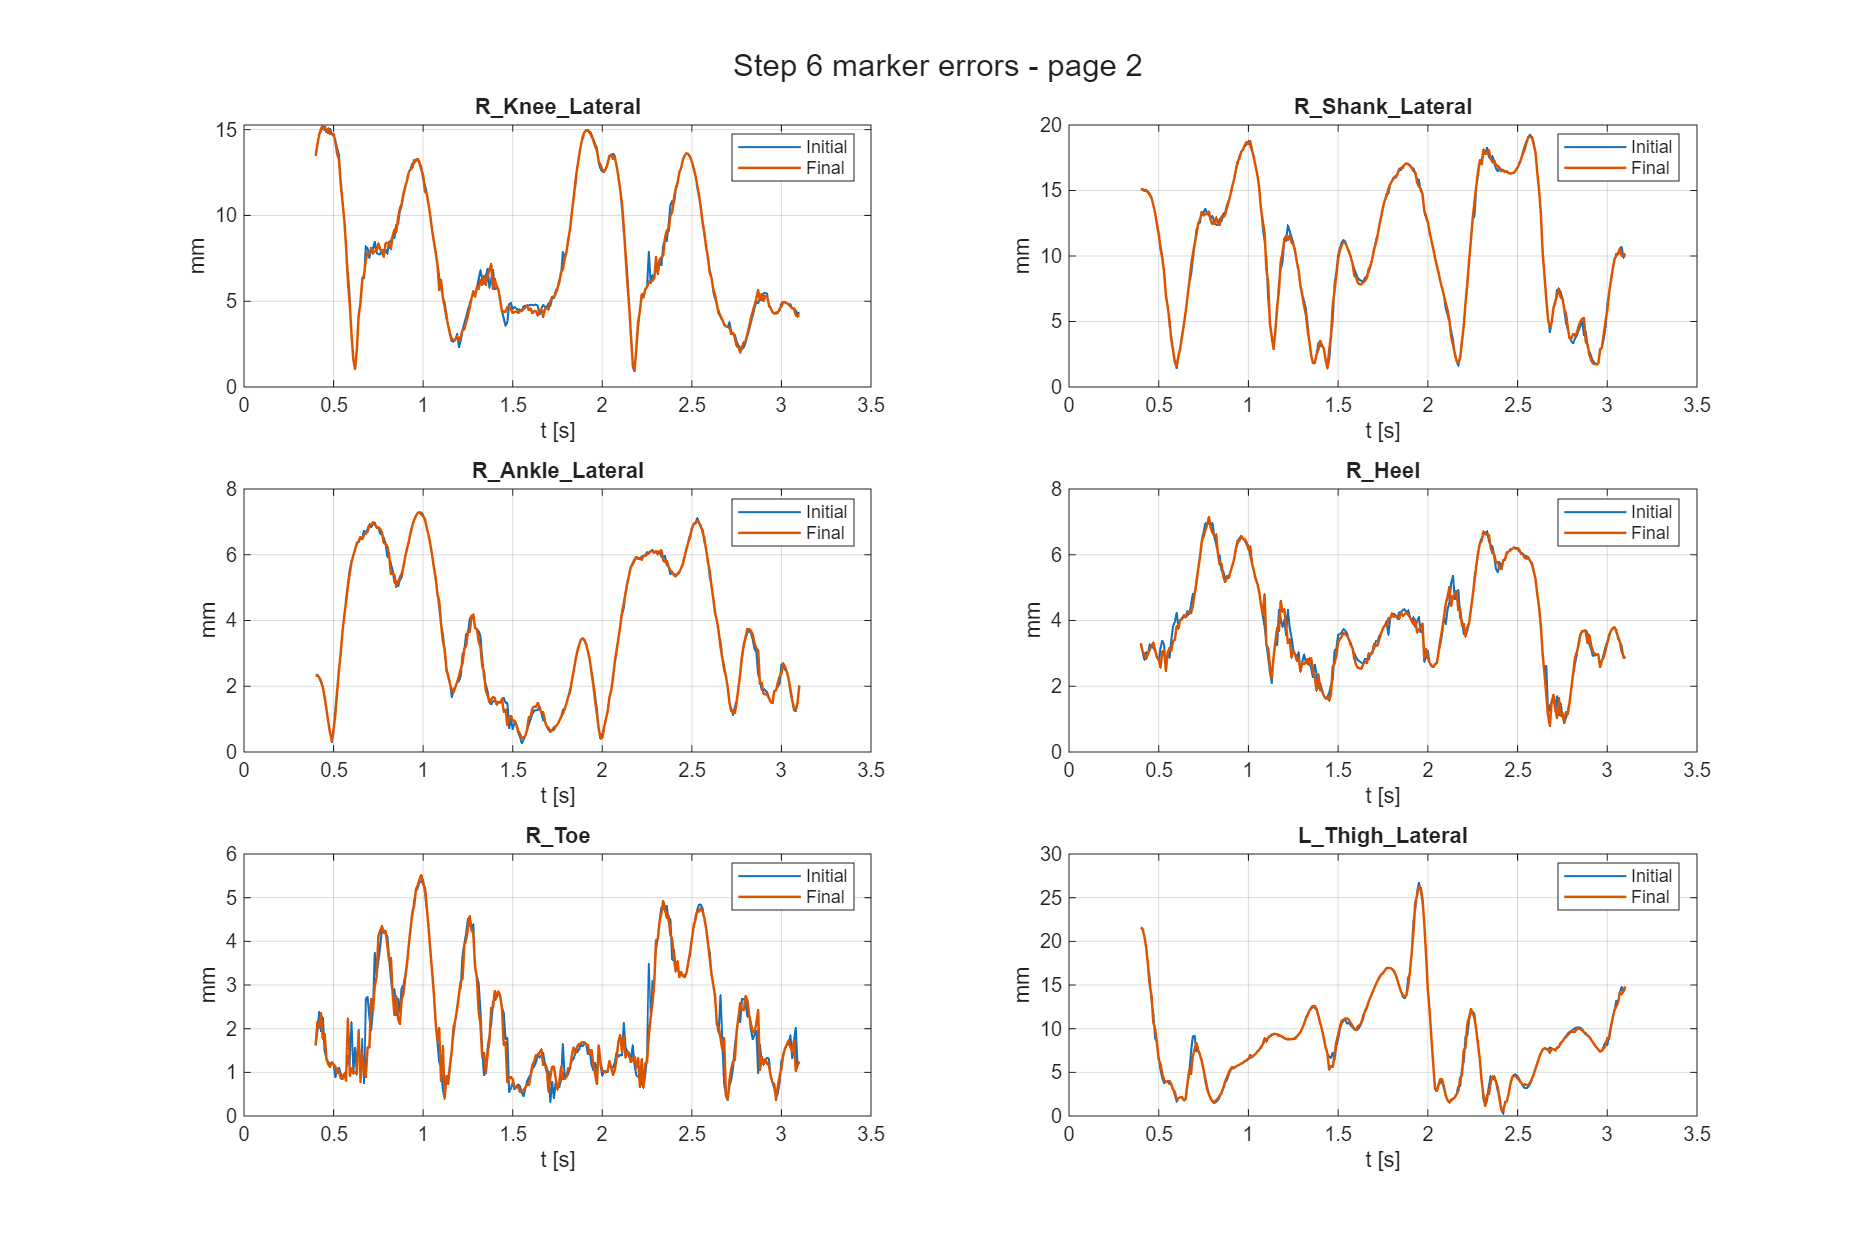 Step 6 marker errors - page 2
R_Knee_Lateral
15
10
5
0
mm
0 0.5 1 1.5 2 2.5 3 3.5
t [s]
Initial
Final
R_Shank_Lateral
20
15
10
5
0
mm
0 0.5 1 1.5 2 2.5 3 3.5
t [s]
Initial
Final
R_Ankle_Lateral
8
6
4
2
0
mm
0 0.5 1 1.5 2 2.5 3 3.5
t [s]
Initial
Final
R_Heel
8
6
4
2
0
mm
0 0.5 1 1.5 2 2.5 3 3.5
t [s]
Initial
Final
R_Toe
6
5
4
3
2
1
0
mm
0 0.5 1 1.5 2 2.5 3 3.5
t [s]
Initial
Final
L_Thigh_Lateral
30
25
20
15
10
5
0
mm
0 0.5 1 1.5 2 2.5 3 3.5
t [s]
Initial
Final